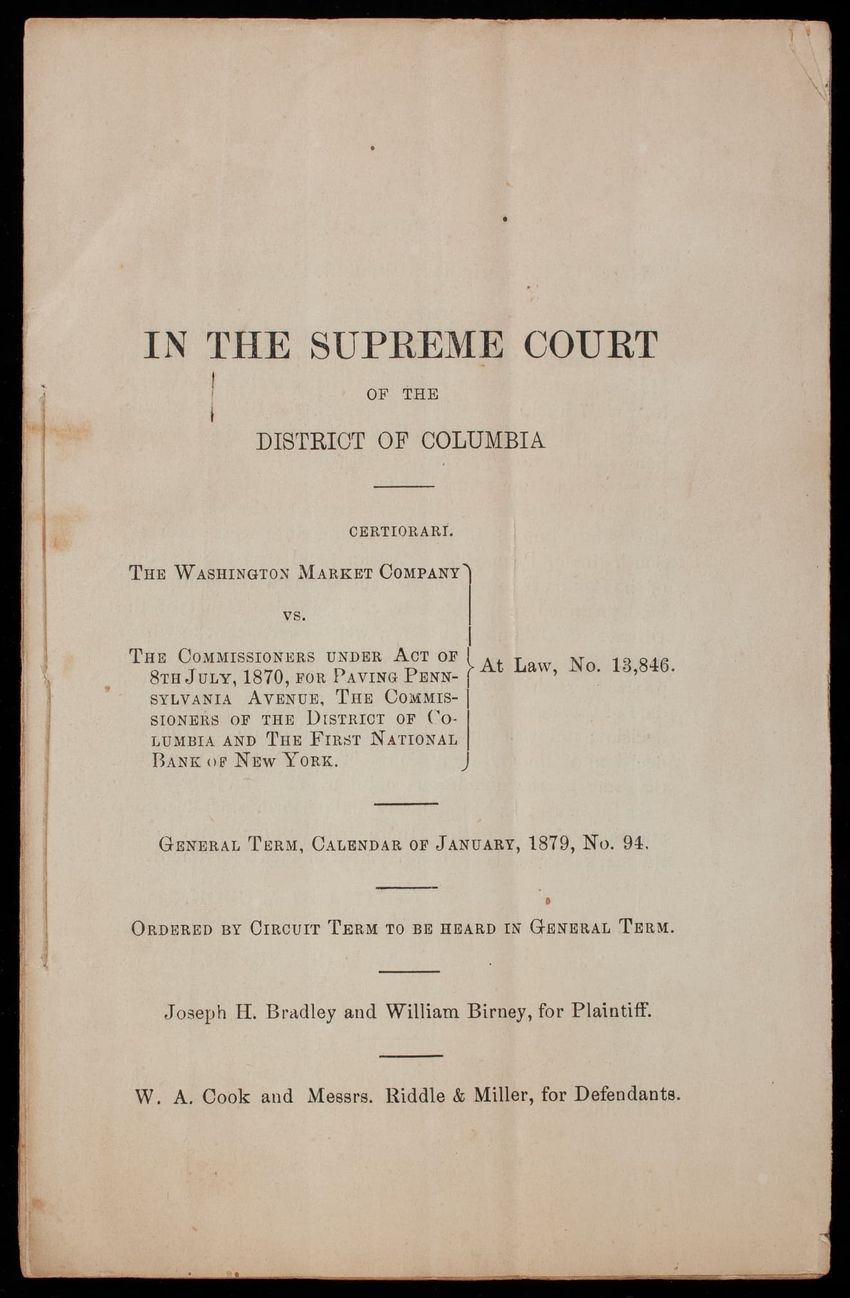 IN THE SUPREME COURT
OF THE
DISTRICT OF COLUMBIA
CERTIORARI.
THE WASHINGTON MARKET COMPANY
VS.
THE COMMISSIONERS UNDER ACT OF
8TH JULY, 1870, FOR PAVING PENN-
SYLVANIA AVENUE, THE COMMIS-
SIONERS OF THE DISTRICT OF CO-
LUMBIA AND THE FIRST NATIONAL
BANK OF NEW YORK.
At Law, No. 13,846.
GENERAL TERM, CALENDAR OF JANUARY, 1879, No. 94.
ORDERED BY CIRCUIT TERM TO BE HEARD IN GENERAL TERM.
Joseph H. Bradley and William Birney, for Plaintiff.
W. A. Cook and Messrs. Riddle & Miller, for Defendants.